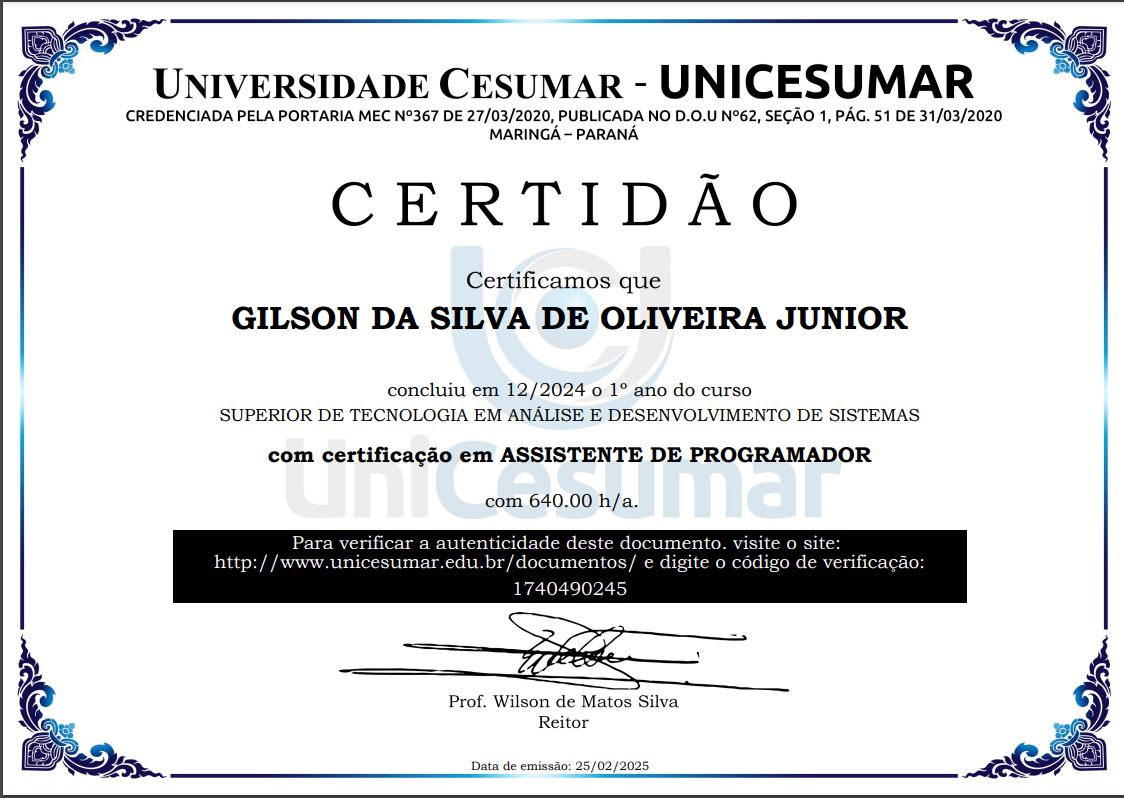 UNIVERSIDADE CESUMAR - UNICESUMAR
CREDENCIADA PELA PORTARIA MEC Nº367 DE 27/03/2020, PUBLICADA NO D.O.U Nº62, SEÇÃO 1, PÁG. 51 DE 31/03/2020
MARINGÁ – PARANÁ
CERTIDÃO
Certificamos que
GILSON DA SILVA DE OLIVEIRA JUNIOR
concluiu em 12/2024 o 1º ano do curso
SUPERIOR DE TECNOLOGIA EM ANÁLISE E DESENVOLVIMENTO DE SISTEMAS
com certificação em ASSISTENTE DE PROGRAMADOR
UniCesumar
com 640.00 h/a.
Para verificar a autenticidade deste documento. visite o site:
http://www.unicesumar.edu.br/documentos/ e digite o código de verificação:
1740490245
Prof. Wilson de Matos Silva
Reitor
Data de emissão: 25/02/2025